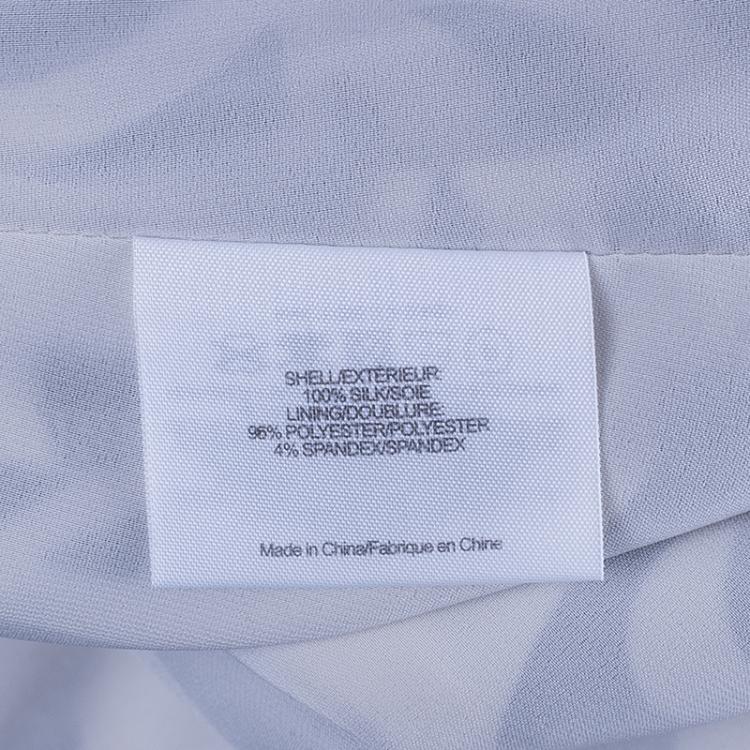 SHELL/EXTERIEUR:
100% SILK/SOIE
LINING/DOUBLURE:
96% POLYESTER/POLYESTER
4% SPANDEX/SPANDEX
Made in China/Fabrique en Chine